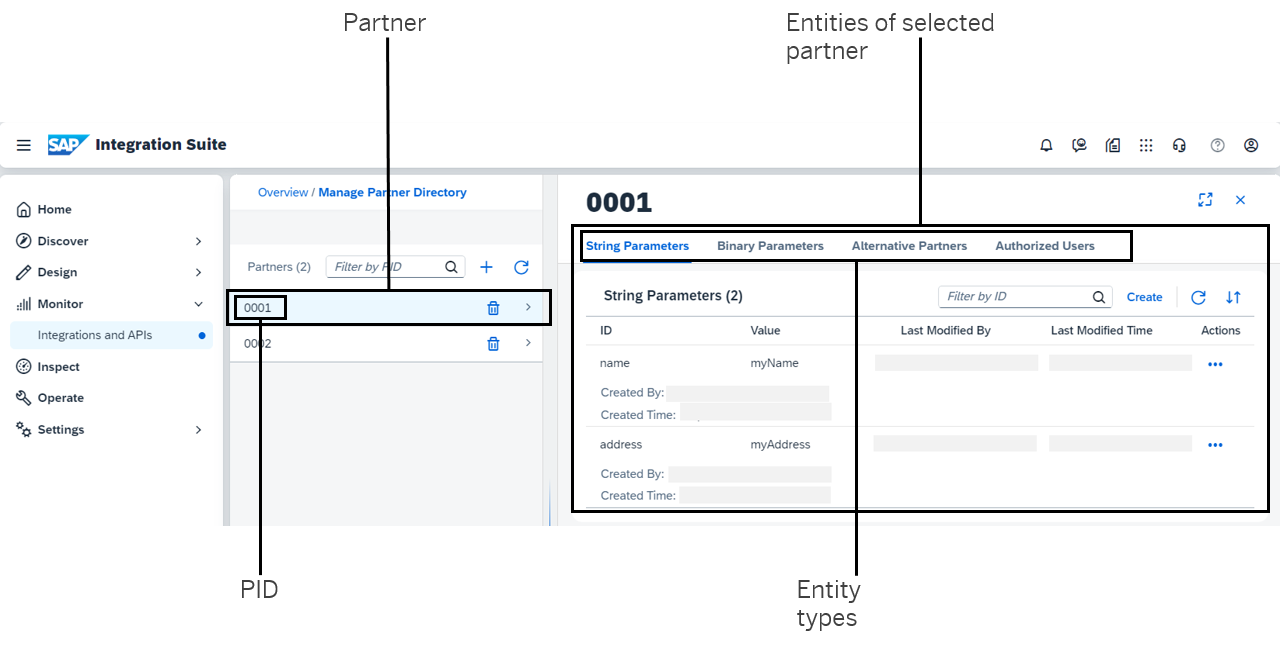 Partner
Entities of selected
partner
SAP Integration Suite
Home
Discover
Design
Monitor
Integrations and APIs
Inspect
Operate
Settings
Overview / Manage Partner Directory
Partners (2) Filter by PID
0001
0002
0001
String Parameters Binary Parameters Alternative Partners Authorized Users
String Parameters (2) Filter by ID Create
ID Value Last Modified By Last Modified Time Actions
name myName
Created By:
Created Time:
address myAddress
Created By:
Created Time:
PID
Entity
types